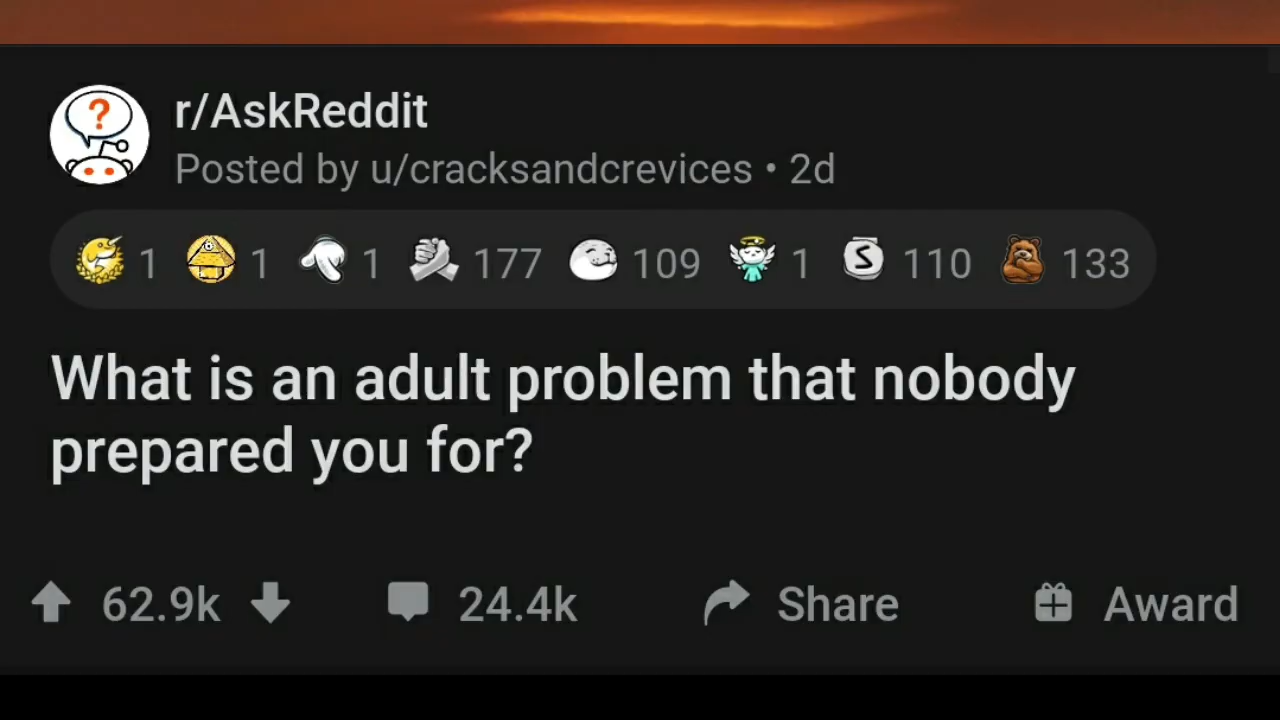 r/AskReddit
Posted by u/cracksandcrevices • 2d
1 1 1 177 109 1 S 110 133
What is an adult problem that nobody
prepared you for?
62.9k 24.4k Share Award